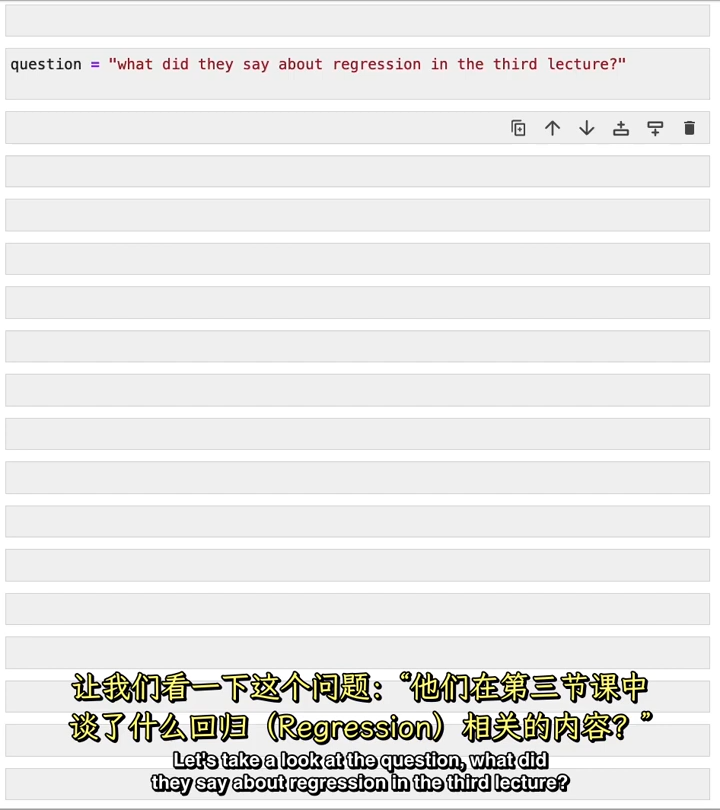 question = "what did they say about regression in the third lecture?"
让我们看一下这个问题：“他们在第三节课中
谈了什么回归（Regression）相关的内容？”
Let's take a look at the question, what did
they say about regression in the third lecture?